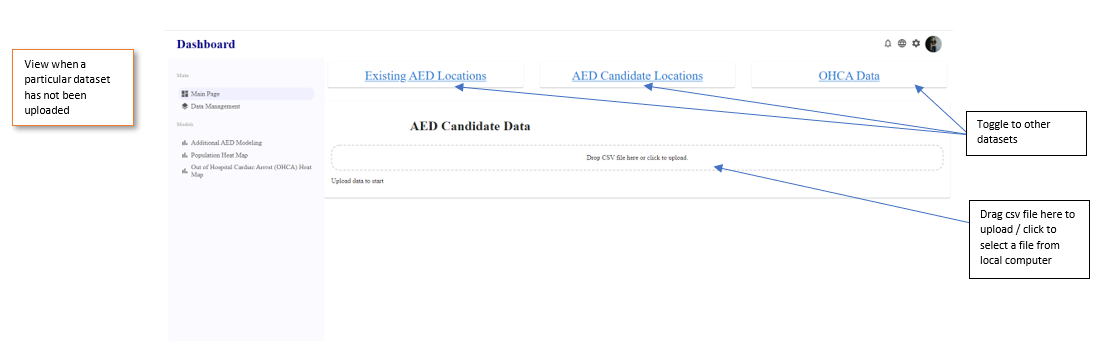 View when a
particular dataset
has not been
uploaded
Dashboard
Main
Main Page
Data Management
Models
Additional AED Modeling
Population Heat Map
Out of Hospital Cardiac Arrest (OHCA) Heat
Map
Existing AED Locations
AED Candidate Locations
OHCA Data
AED Candidate Data
Drop CSV file here or click to upload.
Upload data to start
Toggle to other
datasets
Drag csv file here to
upload / click to
select a file from
local computer